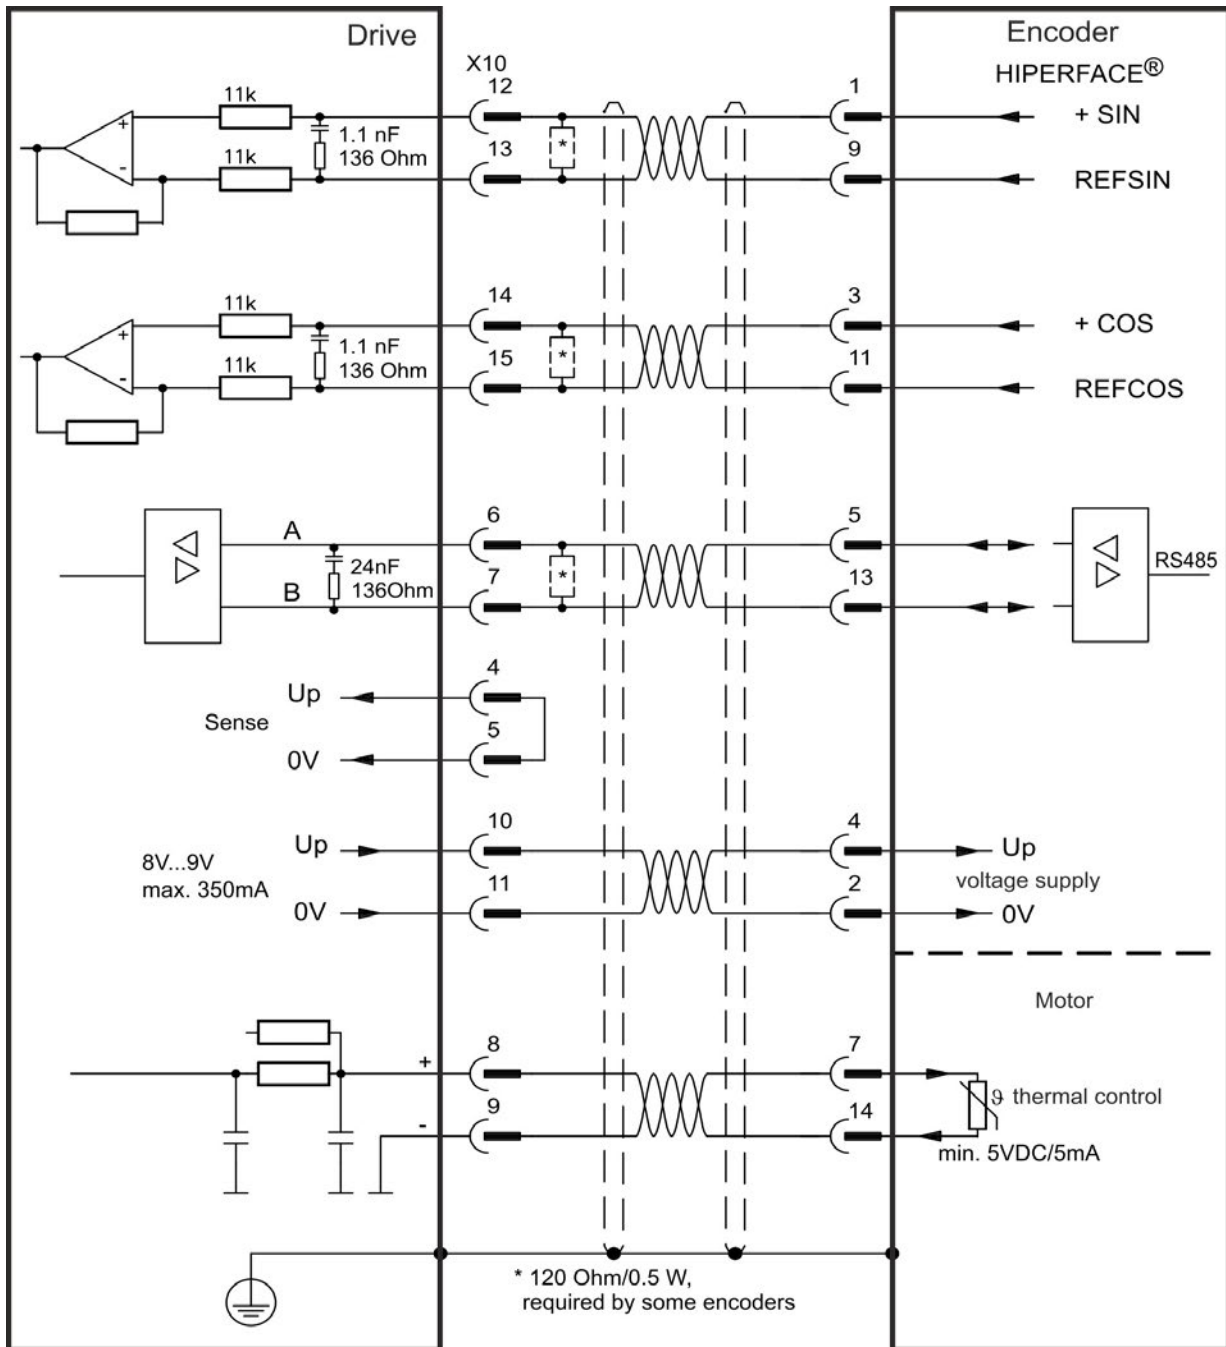 Drive
Encoder
HIPERFACE®
X10
12
1
11k
+
1.1 nF
*
+ SIN
13
9
11k
136 Ohm
-
REFSIN
14
3
11k
+
1.1 nF
*
+ COS
15
11
11k
136 Ohm
-
REFCOS
6
5
A
24nF
*
RS485
7
13
B
136Ohm
4
Up
Sense
5
0V
10
4
Up
Up
8V...9V
max. 350mA
voltage supply
11
2
0V
0V
Motor
8
7
+
ϑ thermal control
9
14
-
min. 5VDC/5mA
* 120 Ohm/0.5 W,
required by some encoders